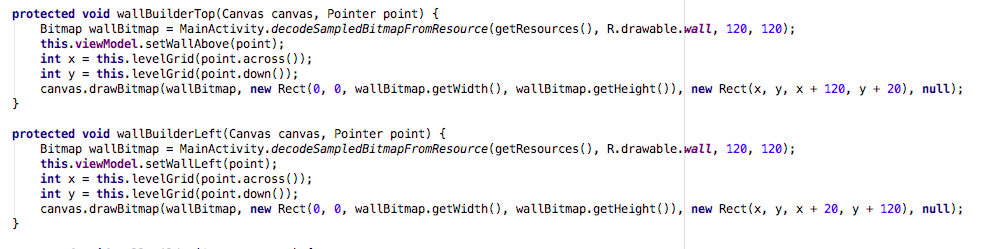 protected void wallBuilderTop(Canvas canvas, Pointer point) {
    Bitmap wallBitmap = MainActivity.decodeSampledBitmapFromResource(getResources(), R.drawable.wall, 120, 120);
    this.viewModel.setWallAbove(point);
    int x = this.levelGrid(point.across());
    int y = this.levelGrid(point.down());
    canvas.drawBitmap(wallBitmap, new Rect(0, 0, wallBitmap.getWidth(), wallBitmap.getHeight()), new Rect(x, y, x + 120, y + 20), null);
}
protected void wallBuilderLeft(Canvas canvas, Pointer point) {
    Bitmap wallBitmap = MainActivity.decodeSampledBitmapFromResource(getResources(), R.drawable.wall, 120, 120);
    this.viewModel.setWallLeft(point);
    int x = this.levelGrid(point.across());
    int y = this.levelGrid(point.down());
    canvas.drawBitmap(wallBitmap, new Rect(0, 0, wallBitmap.getWidth(), wallBitmap.getHeight()), new Rect(x, y, x + 20, y + 120), null);
}